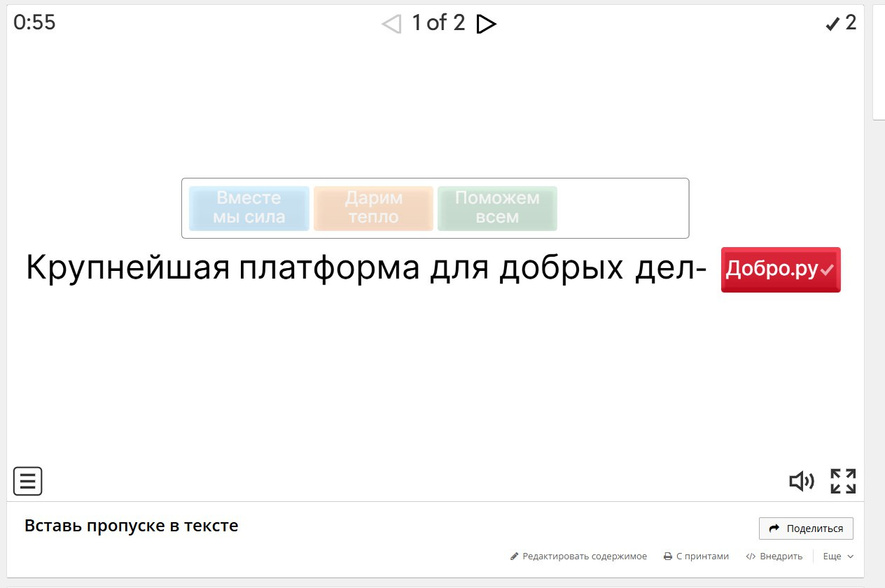 0:55
1 of 2
2
Вместе
мы сила
Дарим
тепло
Поможем
всем
Крупнейшая платформа для добрых дел- Добро.ру
Вставь пропуске в тексте
Поделиться
Редактировать содержимое С принтами Внедрить Еще